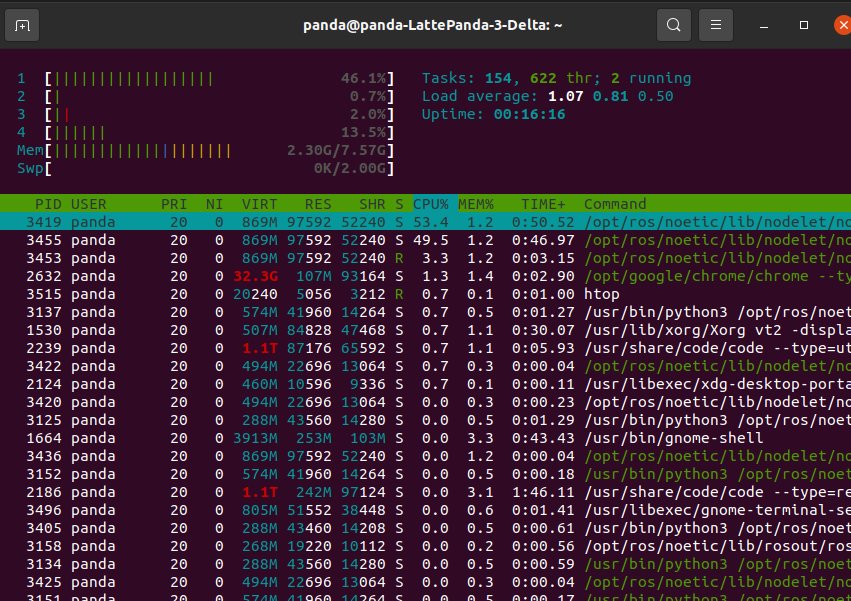 panda@panda-LattePanda-3-Delta: ~
1 [|||||||||||||||||| 46.1%] Tasks: 154, 622 thr; 2 running
2 [| 0.7%] Load average: 1.07 0.81 0.50
3 [|| 2.0%] Uptime: 00:16:16
4 [|||||| 13.5%]
Mem[|||||||||||||||||||| 2.30G/7.57G]
Swp[ 0K/2.00G]
PID USER PRI NI VIRT RES SHR S CPU% MEM% TIME+ Command
3419 panda 20 0 869M 97592 52240 S 53.4 1.2 0:50.52 /opt/ros/noetic/lib/nodelet/no
3455 panda 20 0 869M 97592 52240 S 49.5 1.2 0:46.97 /opt/ros/noetic/lib/nodelet/no
3453 panda 20 0 869M 97592 52240 R 3.3 1.2 0:03.15 /opt/ros/noetic/lib/nodelet/no
2632 panda 20 0 32.3G 107M 93164 S 1.3 1.4 0:02.90 /opt/google/chrome/chrome --ty
3515 panda 20 0 20240 5056 3212 R 0.7 0.1 0:01.00 htop
3137 panda 20 0 574M 41960 14264 S 0.7 0.5 0:01.27 /usr/bin/python3 /opt/ros/noet
1530 panda 20 0 507M 84828 47468 S 0.7 1.1 0:30.07 /usr/lib/xorg/Xorg vt2 -displa
2239 panda 20 0 1.1T 87176 65592 S 0.7 1.1 0:05.93 /usr/share/code/code --type=ut
3422 panda 20 0 494M 22696 13064 S 0.7 0.3 0:00.04 /opt/ros/noetic/lib/nodelet/no
2124 panda 20 0 460M 10596 9336 S 0.7 0.1 0:00.11 /usr/libexec/xdg-desktop-porta
3420 panda 20 0 494M 22696 13064 S 0.0 0.3 0:00.23 /opt/ros/noetic/lib/nodelet/no
3125 panda 20 0 288M 43560 14280 S 0.0 0.5 0:01.29 /usr/bin/python3 /opt/ros/noet
1664 panda 20 0 3913M 253M 103M S 0.0 3.3 0:43.43 /usr/bin/gnome-shell
3436 panda 20 0 869M 97592 52240 S 0.0 1.2 0:00.04 /opt/ros/noetic/lib/nodelet/no
3152 panda 20 0 574M 41960 14264 S 0.0 0.5 0:00.18 /usr/bin/python3 /opt/ros/noet
2186 panda 20 0 1.1T 242M 97124 S 0.0 3.1 1:46.11 /usr/share/code/code --type=re
3496 panda 20 0 805M 51552 38448 S 0.0 0.6 0:01.41 /usr/libexec/gnome-terminal-se
3405 panda 20 0 288M 43460 14208 S 0.0 0.5 0:00.61 /usr/bin/python3 /opt/ros/noet
3158 panda 20 0 268M 19220 10112 S 0.0 0.2 0:00.56 /opt/ros/noetic/lib/rosout/ros
3134 panda 20 0 288M 43560 14280 S 0.0 0.5 0:00.59 /usr/bin/python3 /opt/ros/noet
3425 panda 20 0 494M 22696 13064 S 0.0 0.3 0:00.04 /opt/ros/noetic/lib/nodelet/no
3151 panda 20 0 574M 41960 14264 S 0.0 0.5 0:00.17 /usr/bin/python3 /opt/ros/noet